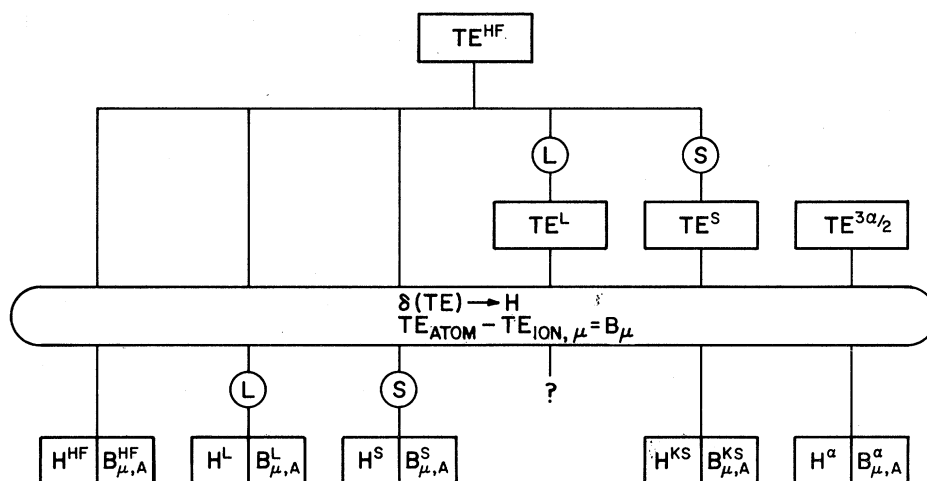 TE^HF
L S
TE^L TE^S TE^3α/2
δ(TE) → H
TE_ATOM − TE_ION, μ = B_μ
L S ?
H^HF B^HF_μ,A H^L B^L_μ,A H^S B^S_μ,A H^KS B^KS_μ,A H^α B^α_μ,A